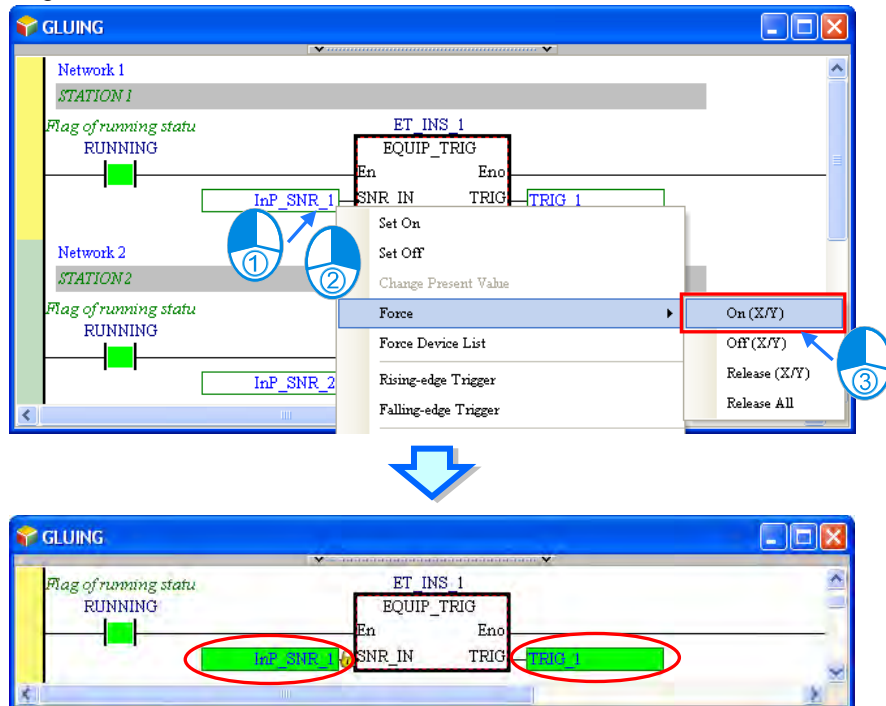 GLUING
Network 1
STATION 1
Flag of running statu
RUNNING
ET_INS_1
EQUIP_TRIG
En Eno
InP_SNR_1 SNR_IN TRIG TRIG_1
Set On
Set Off
Change Present Value
Force
Force Device List
Rising-edge Trigger
Falling-edge Trigger
On (X/Y)
Off (X/Y)
Release (X/Y)
Release All
① ② ③
Network 2
STATION 2
Flag of running statu
RUNNING
InP_SNR_2
GLUING
Flag of running statu
RUNNING
ET_INS_1
EQUIP_TRIG
En Eno
InP_SNR_1 SNR_IN TRIG TRIG_1